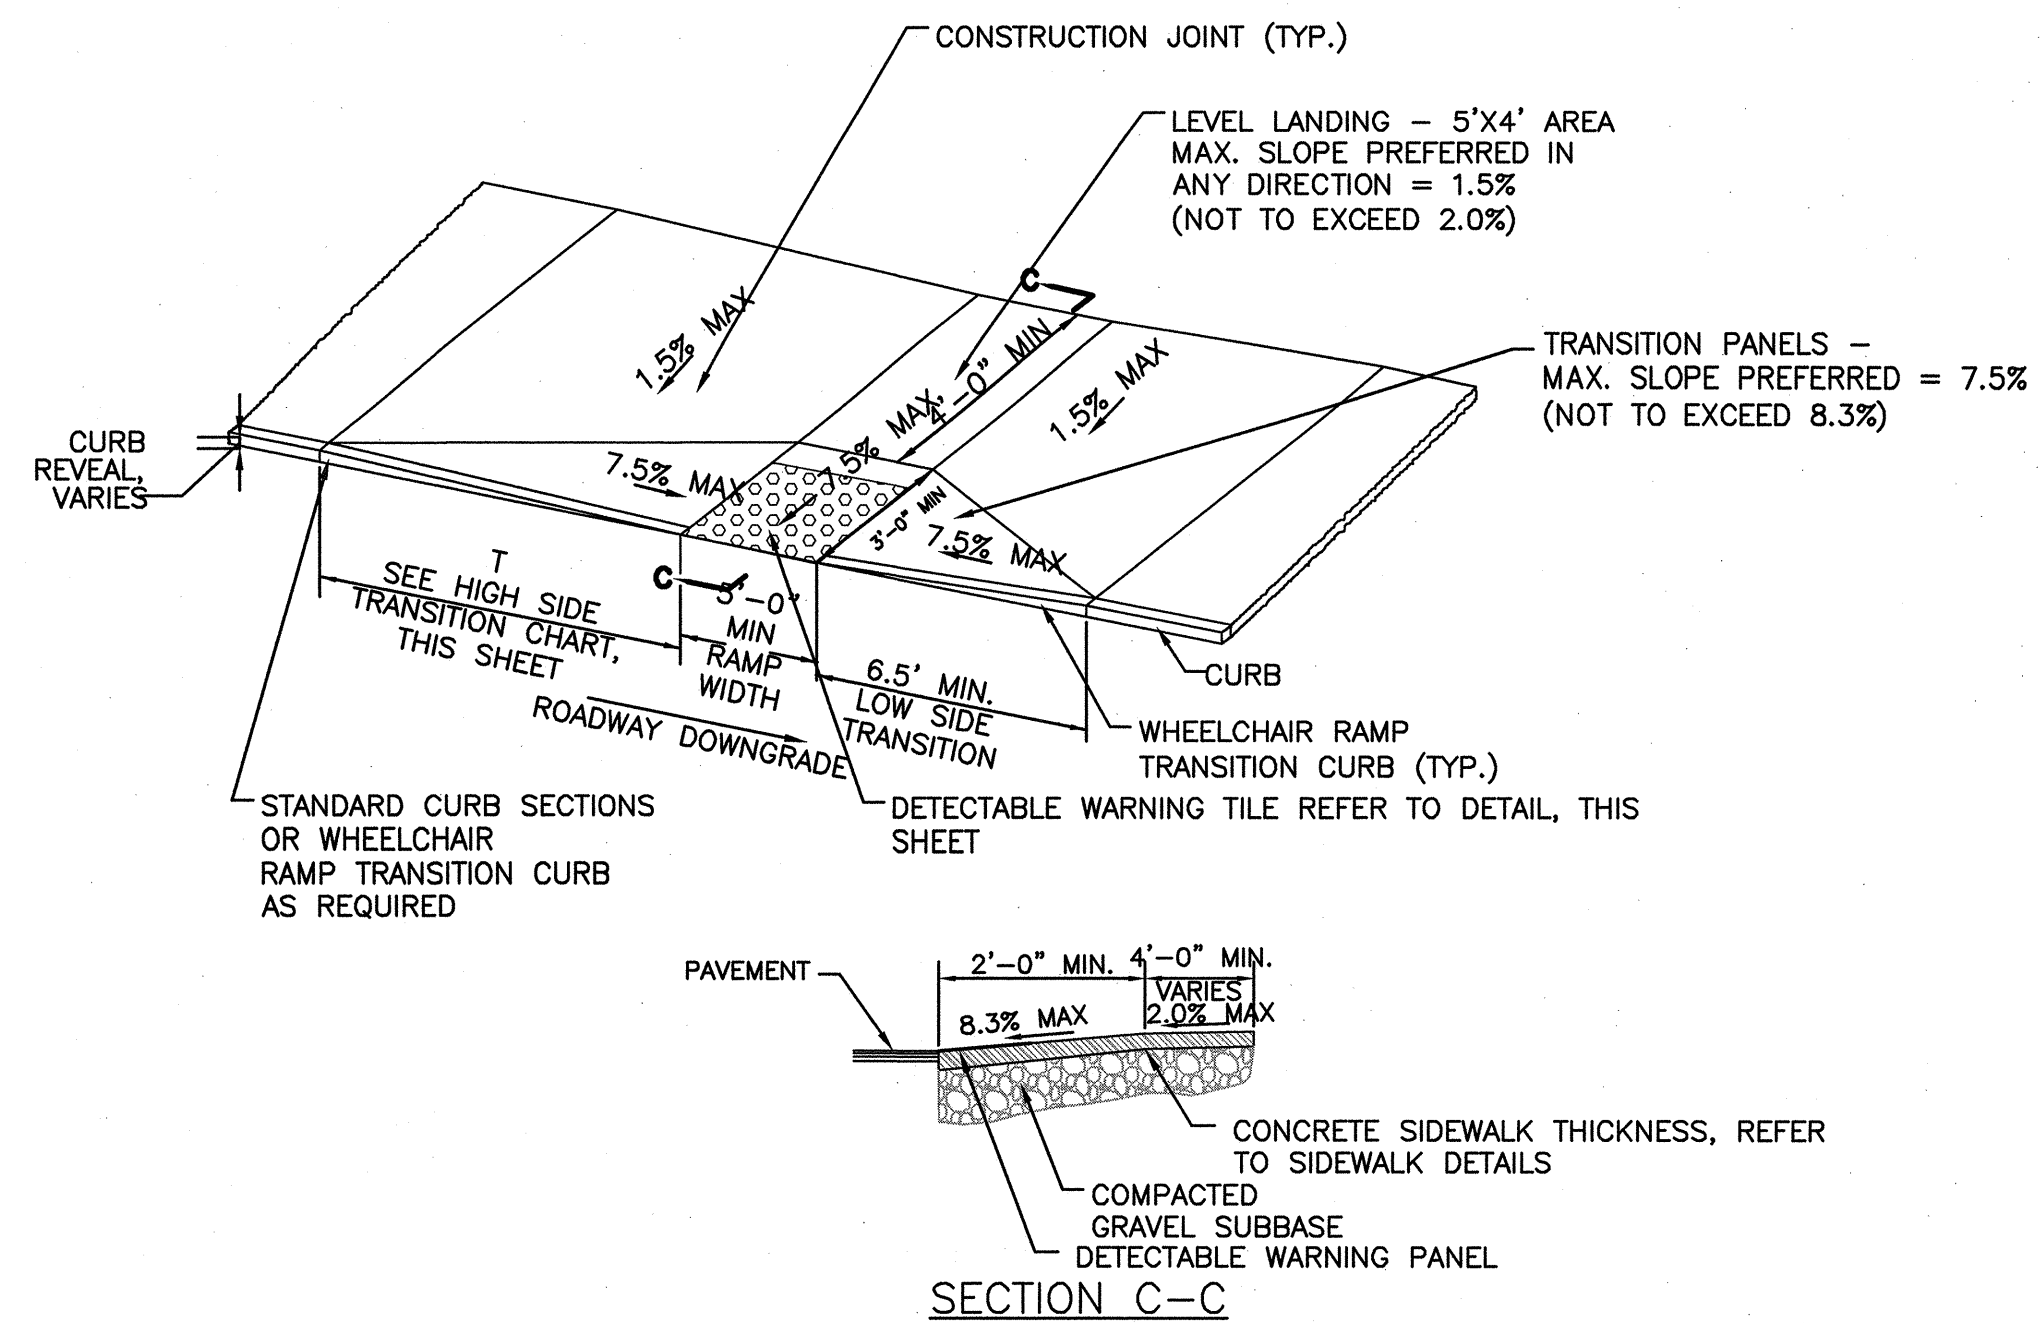 CONSTRUCTION JOINT (TYP.)
LEVEL LANDING – 5'X4' AREA
MAX. SLOPE PREFERRED IN
ANY DIRECTION = 1.5%
(NOT TO EXCEED 2.0%)
C
1.5% MAX
4'-0" MIN
1.5% MAX
TRANSITION PANELS –
MAX. SLOPE PREFERRED = 7.5%
(NOT TO EXCEED 8.3%)
CURB
REVEAL,
VARIES
7.5% MAX
7.5% MAX.
3'-0" MIN
7.5% MAX
T
SEE HIGH SIDE
TRANSITION CHART,
THIS SHEET
C
5'-0"
MIN
RAMP
WIDTH
6.5' MIN.
LOW SIDE
TRANSITION
ROADWAY DOWNGRADE
CURB
WHEELCHAIR RAMP
TRANSITION CURB (TYP.)
STANDARD CURB SECTIONS
OR WHEELCHAIR
RAMP TRANSITION CURB
AS REQUIRED
DETECTABLE WARNING TILE REFER TO DETAIL, THIS
SHEET
PAVEMENT
2'-0" MIN.
4'-0" MIN.
VARIES
8.3% MAX
2.0% MAX
CONCRETE SIDEWALK THICKNESS, REFER
TO SIDEWALK DETAILS
COMPACTED
GRAVEL SUBBASE
DETECTABLE WARNING PANEL
SECTION C-C